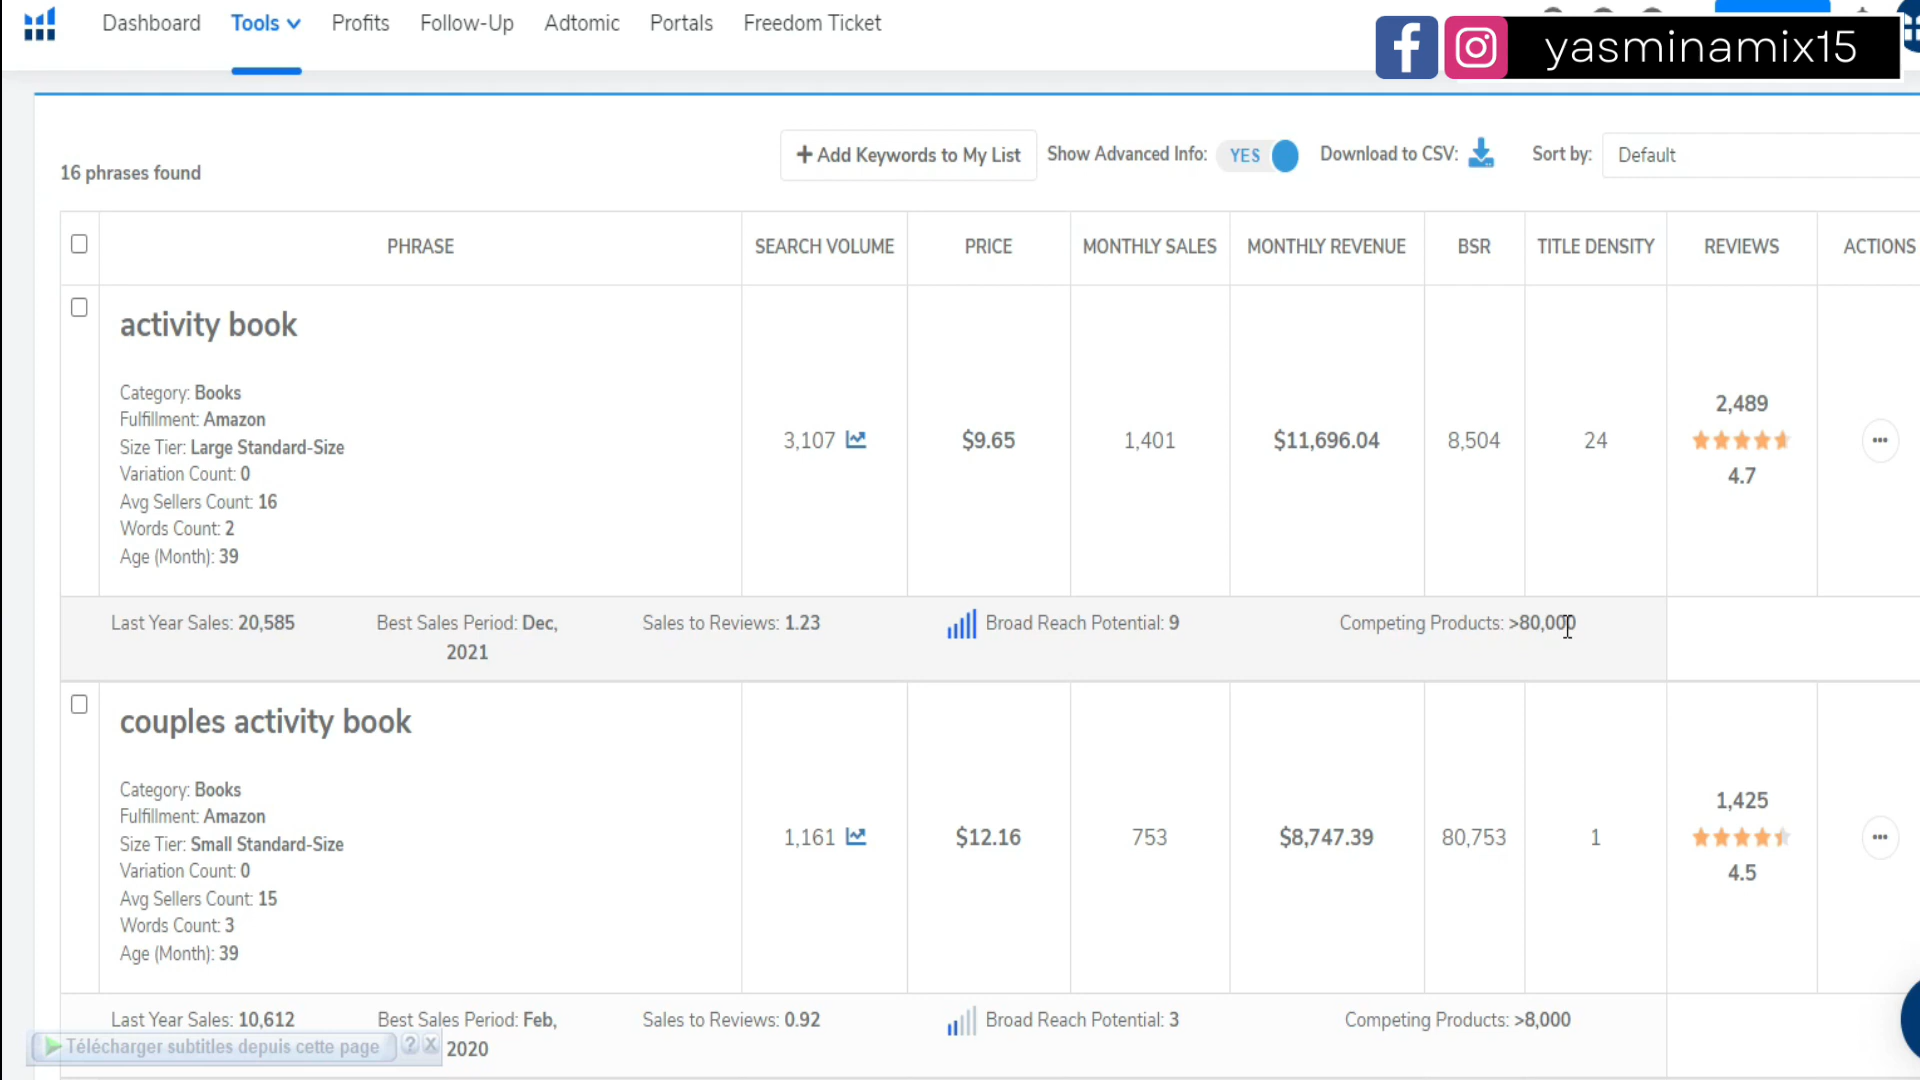 Dashboard Tools Profits Follow-Up Adtomic Portals Freedom Ticket
yasminamix15
16 phrases found
+ Add Keywords to My List Show Advanced Info: YES Download to CSV: Sort by: Default
PHRASE SEARCH VOLUME PRICE MONTHLY SALES MONTHLY REVENUE BSR TITLE DENSITY REVIEWS ACTIONS
activity book
Category: Books
Fulfillment: Amazon
Size Tier: Large Standard-Size
Variation Count: 0
Avg Sellers Count: 16
Words Count: 2
Age (Month): 39
3,107 $9.65 1,401 $11,696.04 8,504 24
2,489
4.7
Last Year Sales: 20,585 Best Sales Period: Dec, Sales to Reviews: 1.23 Broad Reach Potential: 9 Competing Products: >80,000
2021
couples activity book
Category: Books
Fulfillment: Amazon
Size Tier: Small Standard-Size
Variation Count: 0
Avg Sellers Count: 15
Words Count: 3
Age (Month): 39
1,161 $12.16 753 $8,747.39 80,753 1
1,425
4.5
Last Year Sales: 10,612 Best Sales Period: Feb, Sales to Reviews: 0.92 Broad Reach Potential: 3 Competing Products: >8,000
2020
Télécharger subtitles depuis cette page ? X